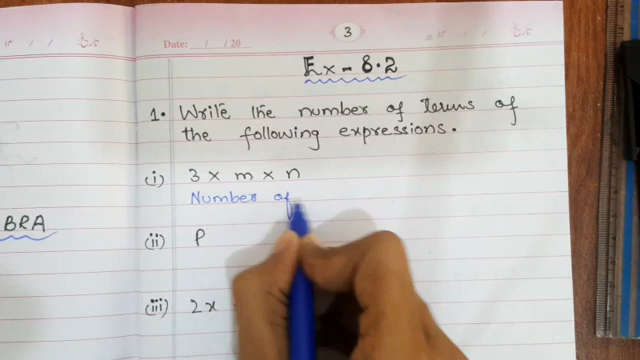 3
Date: / / 20
Ex - 8.2
1. Write the number of terms of
the following expressions.
(i) 3 × m × n
Number of
BRA
(ii) P
(iii) 2x